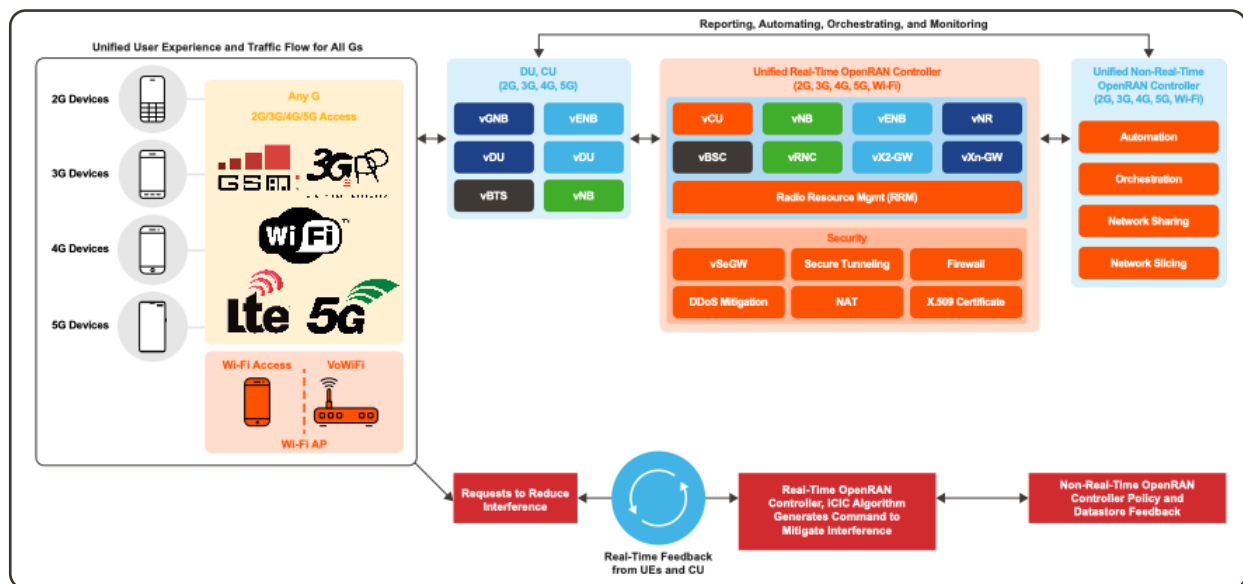 Reporting, Automating, Orchestrating, and Monitoring
Unified User Experience and Traffic Flow for All Gs
2G Devices
3G Devices
4G Devices
5G Devices
Any G
2G/3G/4G/5G Access
GSM
3G
WiFi
Lte
5G
Wi-Fi Access
VoWiFi
Wi-Fi AP
DU, CU
(2G, 3G, 4G, 5G)
vGNB
vENB
vDU
vDU
vBTS
vNB
Unified Real-Time OpenRAN Controller
(2G, 3G, 4G, 5G, Wi-Fi)
vCU
vNB
vENB
vNR
vBSC
vRNC
vX2-GW
vXn-GW
Radio Resource Mgmt (RRM)
Security
vSeGW
Secure Tunneling
Firewall
DDoS Mitigation
NAT
X.509 Certificate
Unified Non-Real-Time
OpenRAN Controller
(2G, 3G, 4G, 5G, Wi-Fi)
Automation
Orchestration
Network Sharing
Network Slicing
Requests to Reduce
Interference
Real-Time Feedback
from UEs and CU
Real-Time OpenRAN
Controller, ICIC Algorithm
Generates Command to
Mitigate Interference
Non-Real-Time OpenRAN
Controller Policy and
Datastore Feedback